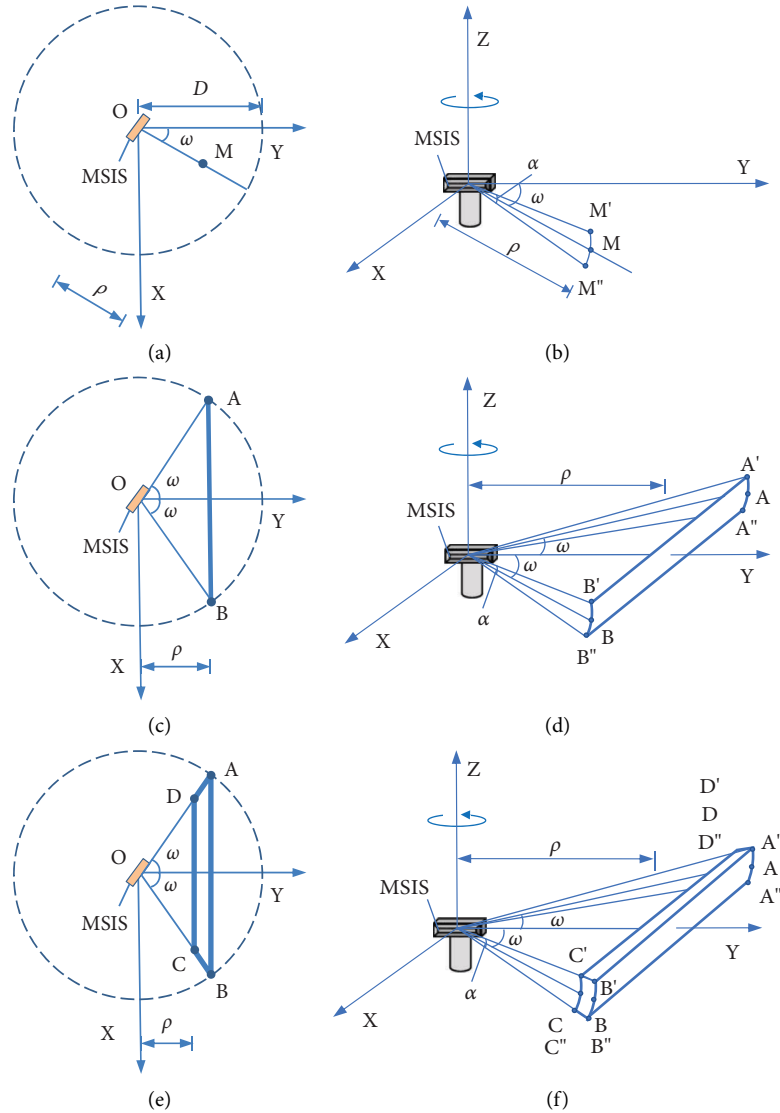 D
O
ω
M
Y
MSIS
ρ
X
(a)
Z
MSIS
α
Y
ω
M'
M
ρ
X
M"
(b)
A
O
ω
ω
Y
MSIS
B
X
ρ
(c)
Z
ρ
A'
A
MSIS
A"
ω
ω
Y
B'
α
X
B
B"
(d)
A
D
O
ω
ω
Y
MSIS
C
B
X
ρ
(e)
Z
D'
D
D"
A'
ρ
A
MSIS
A"
ω
ω
Y
C'
B'
α
X
C
B
C"
B"
(f)